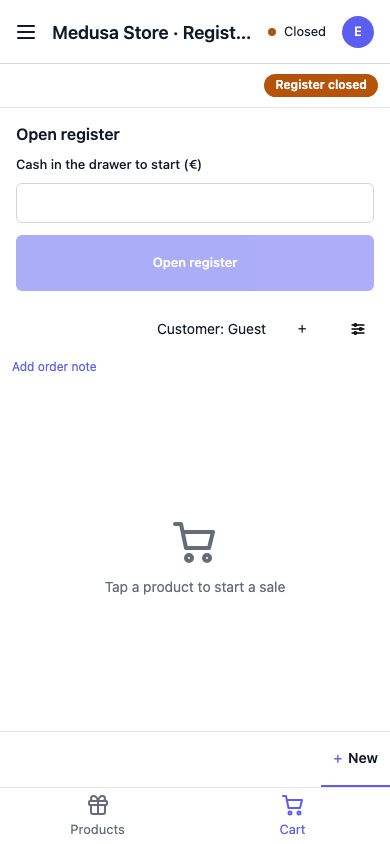 Medusa Store · Regist...
Closed
E
Register closed
Open register
Cash in the drawer to start (€)
Open register
Customer: Guest
+
Add order note
Tap a product to start a sale
+ New
Products
Cart